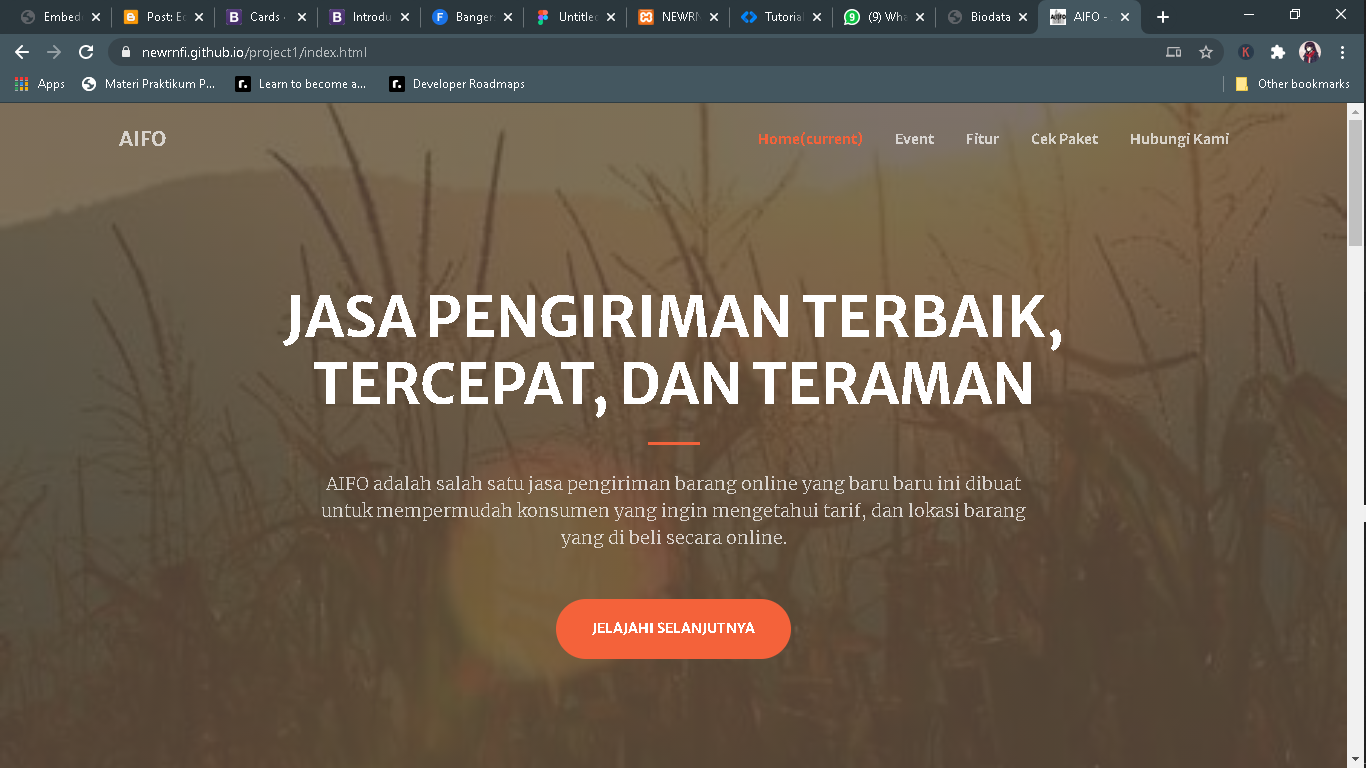 Embed
Post: Ed
Cards
Introdu
Banger
Untitled
NEWRN
Tutorial
(9) Wha
Biodata
AIFO -
newrnfi.github.io/project1/index.html
K
Apps
Materi Praktikum P...
r.
Learn to become a...
r.
Developer Roadmaps
Other bookmarks
AIFO
Home(current)
Event
Fitur
Cek Paket
Hubungi Kami
JASA PENGIRIMAN TERBAIK,
TERCEPAT, DAN TERAMAN
AIFO adalah salah satu jasa pengiriman barang online yang baru baru ini dibuat
untuk mempermudah konsumen yang ingin mengetahui tarif, dan lokasi barang
yang di beli secara online.
JELAJAHI SELANJUTNYA